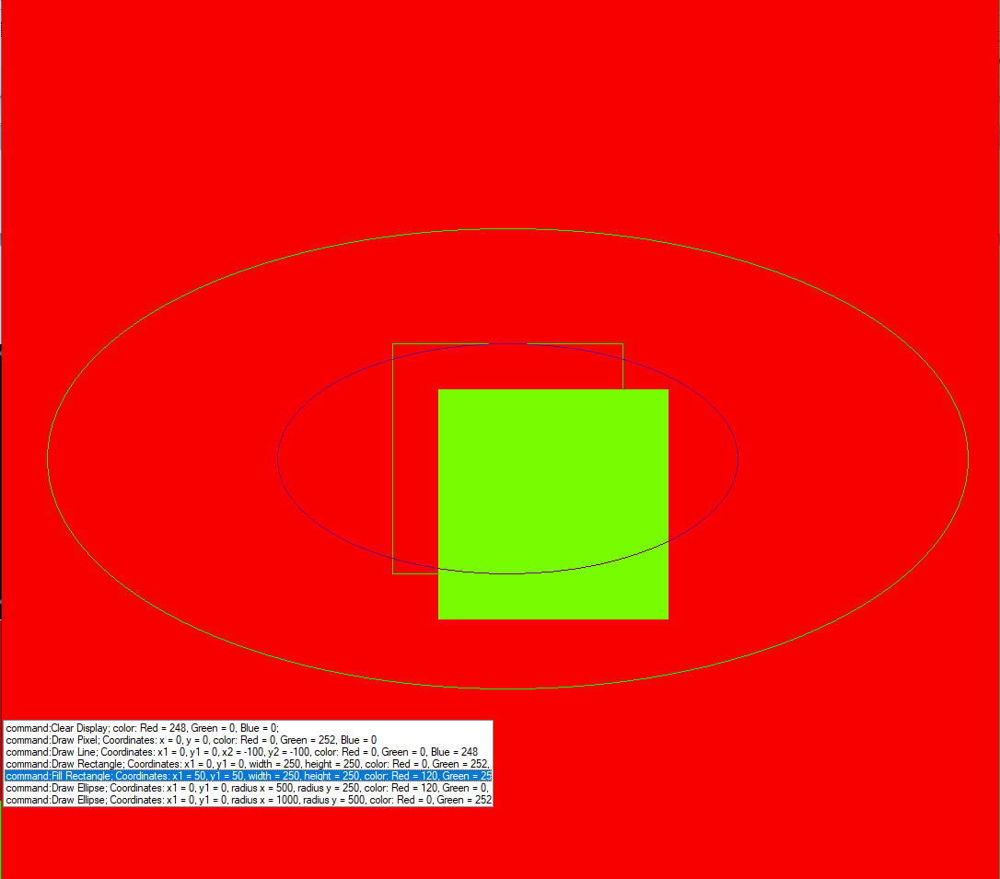 command:Clear Display; color: Red = 248, Green = 0, Blue = 0;
command:Draw Pixel; Coordinates: x = 0, y = 0, color: Red = 0, Green = 252, Blue = 0
command:Draw Line; Coordinates: x1 = 0, y1 = 0, x2 = -100, y2 = -100, color: Red = 0, Green = 0, Blue = 248
command:Draw Rectangle; Coordinates: x1 = 0, y1 = 0, width = 250, height = 250, color: Red = 0, Green = 252,
command:Fill Rectangle; Coordinates: x1 = 50, y1 = 50, width = 250, height = 250, color: Red = 120, Green = 25
command:Draw Ellipse; Coordinates: x1 = 0, y1 = 0, radius x = 500, radius y = 250, color: Red = 120, Green = 0,
command:Draw Ellipse; Coordinates: x1 = 0, y1 = 0, radius x = 1000, radius y = 500, color: Red = 0, Green = 252